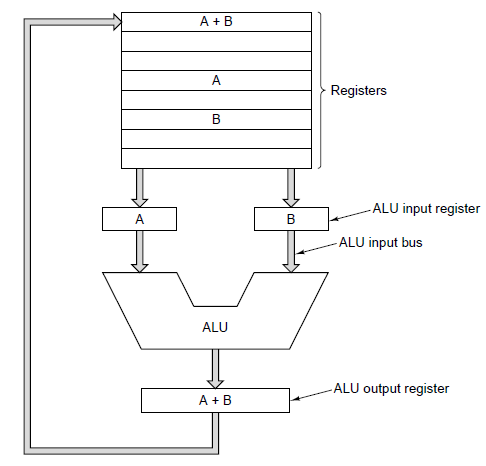 A + B
A
Registers
B
A
B
ALU input register
ALU input bus
ALU
ALU output register
A + B